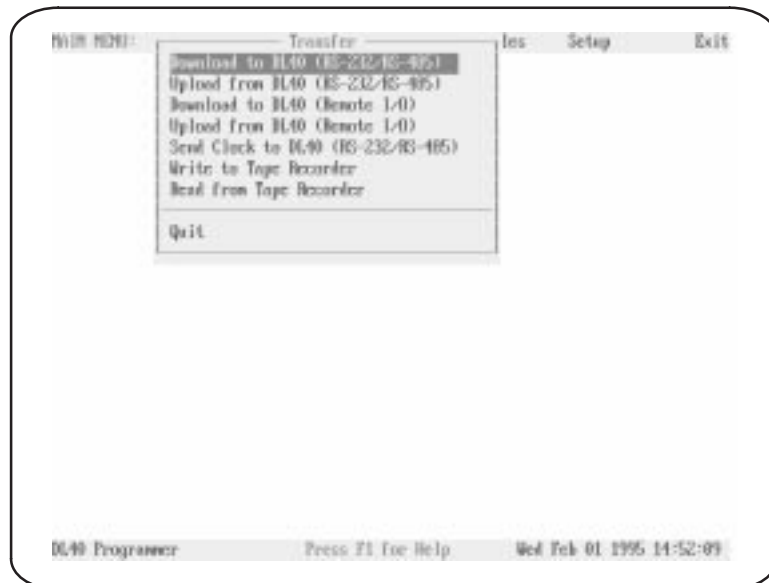 MAIN MENU: Transfer les Setup Exit
Download to DL40 (RS-232/RS-485)
Upload from DL40 (RS-232/RS-485)
Download to DL40 (Remote I/O)
Upload from DL40 (Remote I/O)
Send Clock to DL40 (RS-232/RS-485)
Write to Tape Recorder
Read from Tape Recorder
Quit
DL40 Programmer Press F1 for Help Wed Feb 01 1995 14:52:09